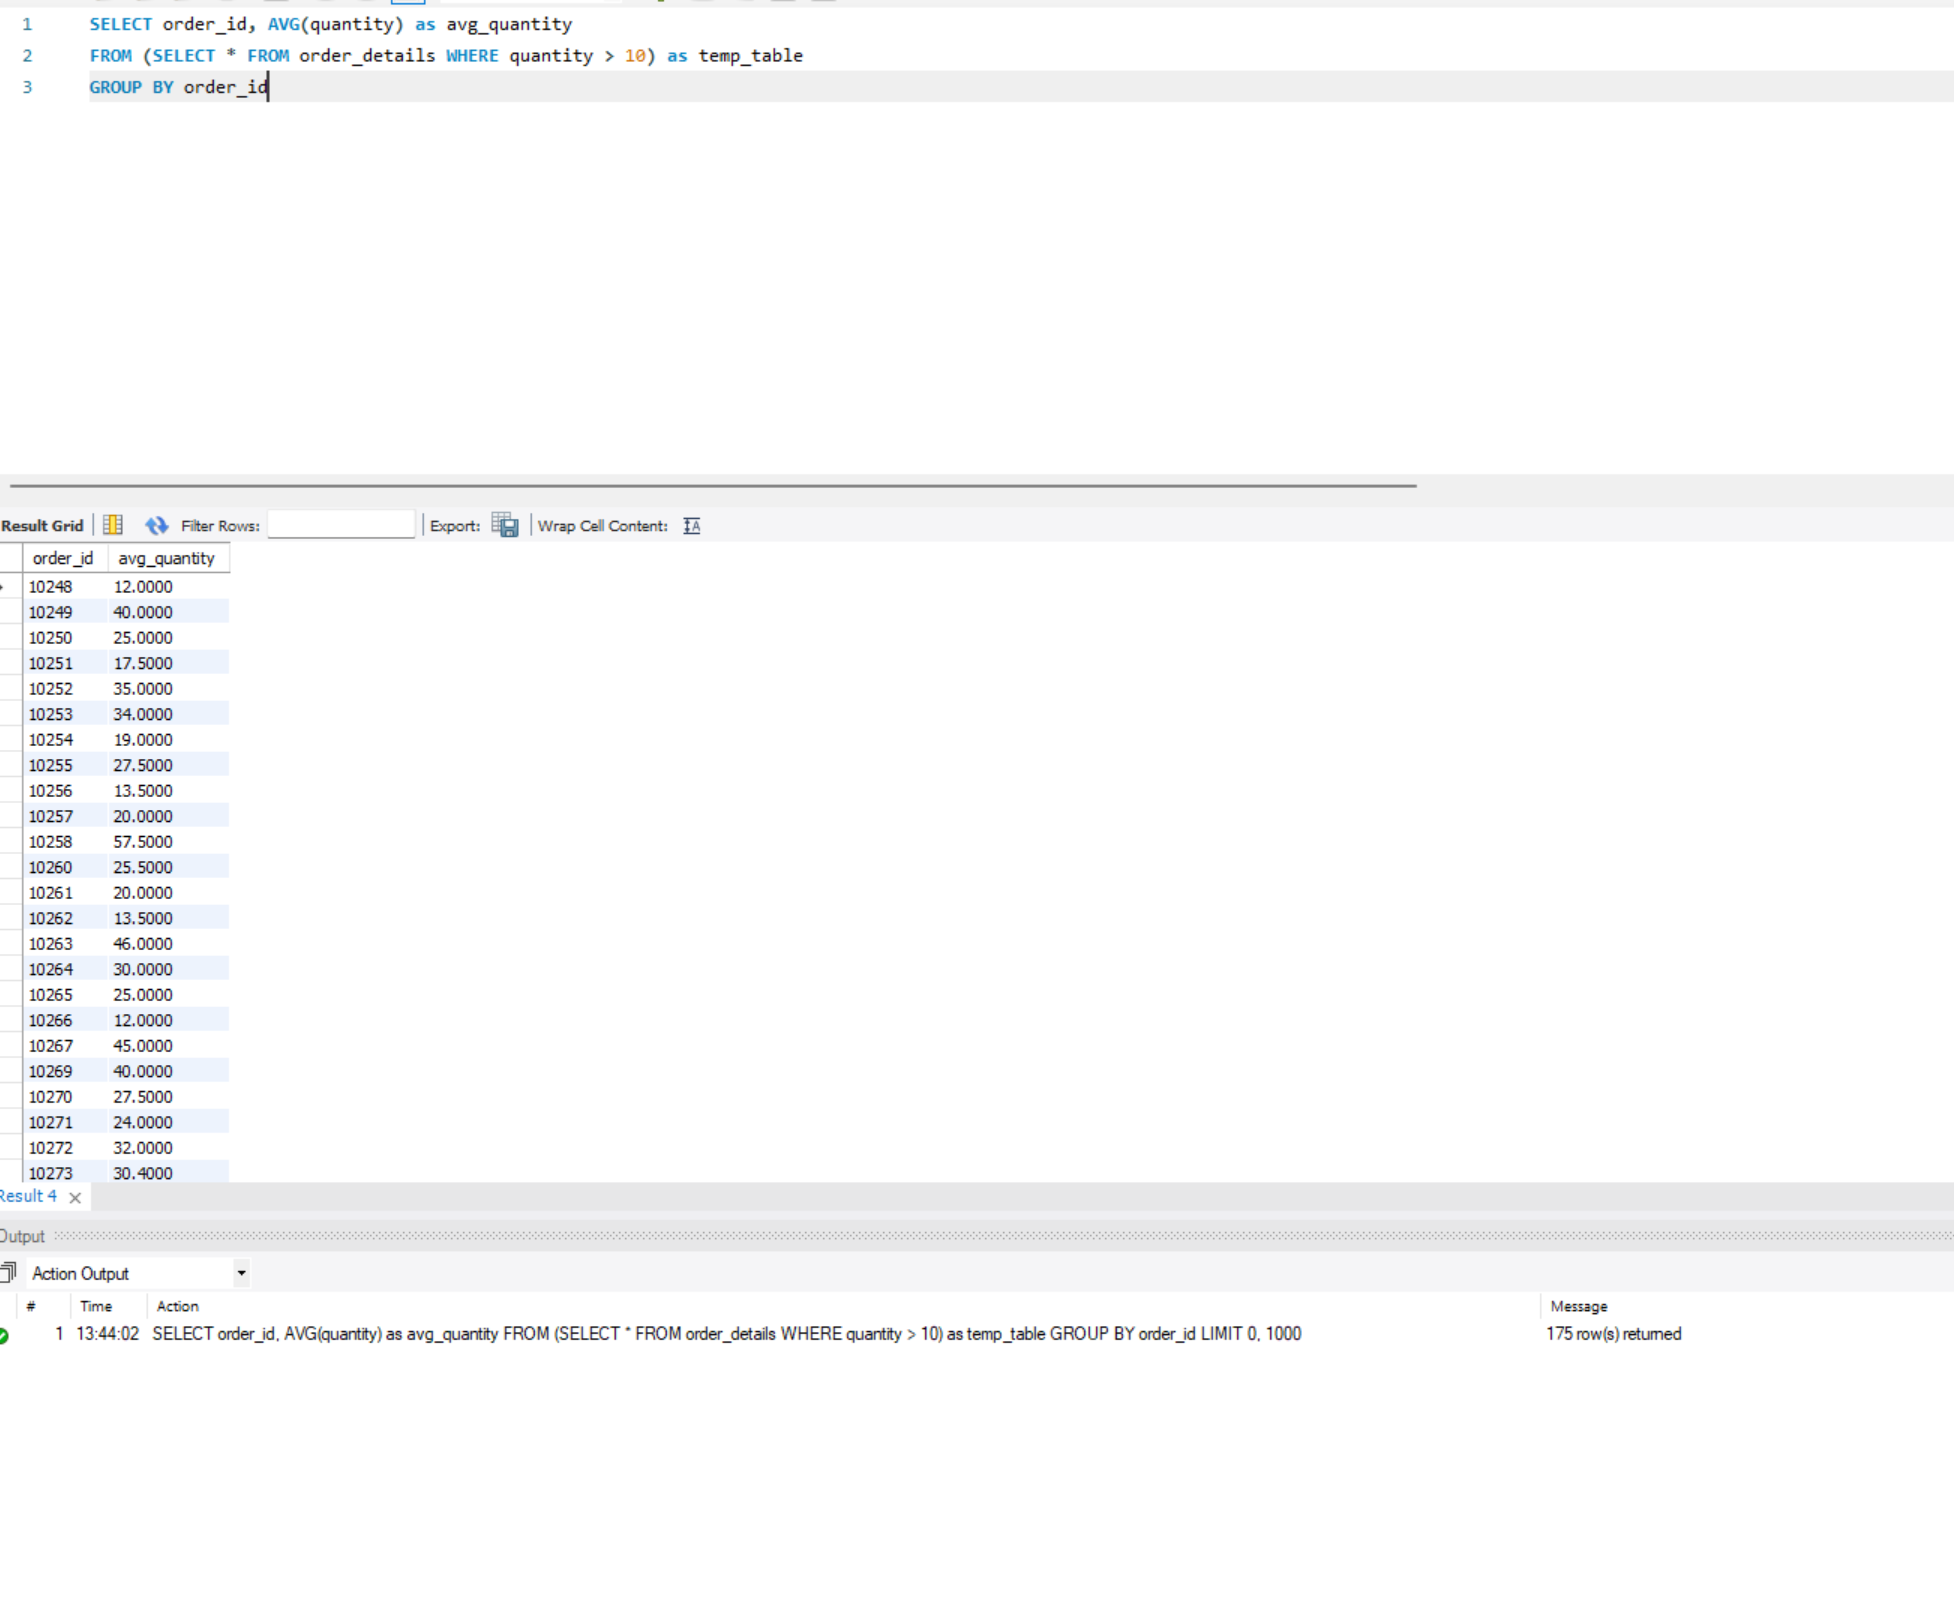 1 SELECT order_id, AVG(quantity) as avg_quantity
2 FROM (SELECT * FROM order_details WHERE quantity > 10) as temp_table
3 GROUP BY order_id
Result Grid Filter Rows: Export: Wrap Cell Content:
order_id avg_quantity
10248 12.0000
10249 40.0000
10250 25.0000
10251 17.5000
10252 35.0000
10253 34.0000
10254 19.0000
10255 27.5000
10256 13.5000
10257 20.0000
10258 57.5000
10260 25.5000
10261 20.0000
10262 13.5000
10263 46.0000
10264 30.0000
10265 25.0000
10266 12.0000
10267 45.0000
10269 40.0000
10270 27.5000
10271 24.0000
10272 32.0000
10273 30.4000
Result 4
Output
Action Output
# Time Action Message
1 13:44:02 SELECT order_id, AVG(quantity) as avg_quantity FROM (SELECT * FROM order_details WHERE quantity > 10) as temp_table GROUP BY order_id LIMIT 0, 1000 175 row(s) returned